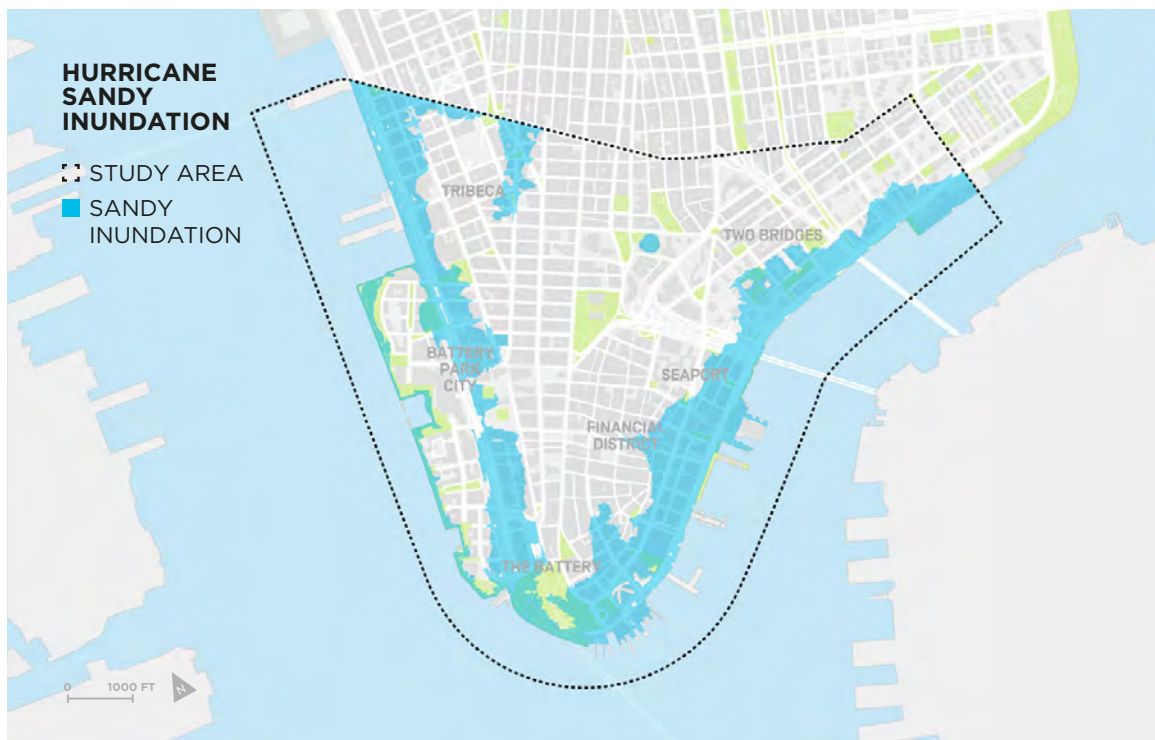 HURRICANE
SANDY
INUNDATION
STUDY AREA
SANDY
INUNDATION
TRIBECA
TWO BRIDGES
BATTERY
PARK
CITY
SEAPORT
FINANCIAL
DISTRICT
THE BATTERY
0 1000 FT
N